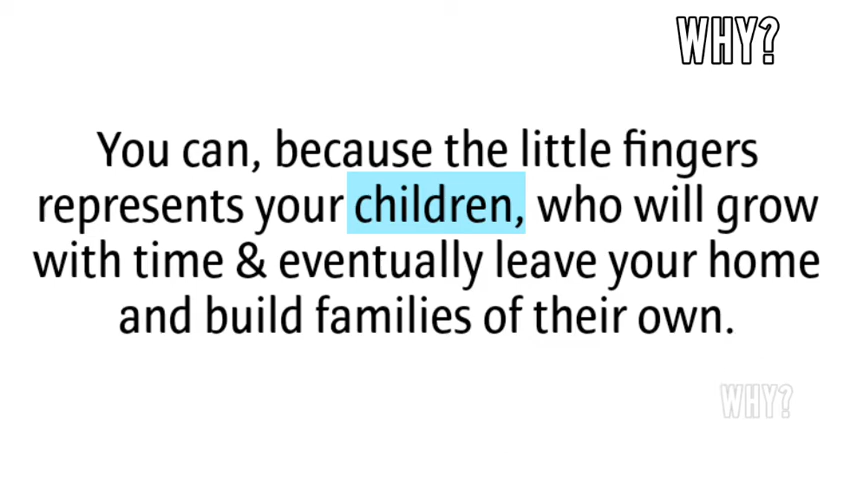 WHY?
You can, because the little fingers
represents your children, who will grow
with time & eventually leave your home
and build families of their own.
WHY?